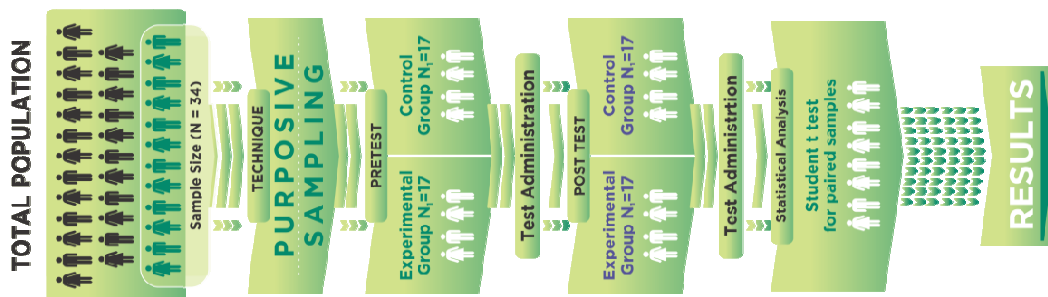 TOTAL POPULATION
Sample Size (N = 34)
TECHNIQUE
PURPOSIVE
SAMPLING
PRETEST
Experimental
Group N₁=17
Control
Group N₁=17
Test Administration
POST TEST
Experimental
Group N₁=17
Control
Group N₁=17
Test Admnistrtion
Statistical Analysis
Student t test
for paired samples
RESULTS